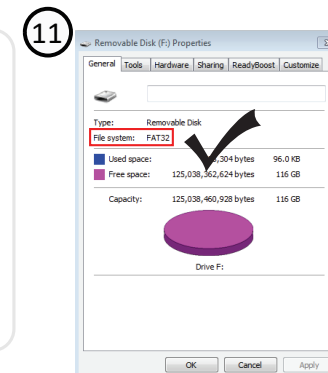 11
Removable Disk (F:) Properties
General Tools Hardware Sharing ReadyBoost Customize
Type: Removable Disk
File system: FAT32
Used space: ,304 bytes 96.0 KB
Free space: 125,038,362,624 bytes 116 GB
Capacity: 125,038,460,928 bytes 116 GB
Drive F:
OK Cancel Apply